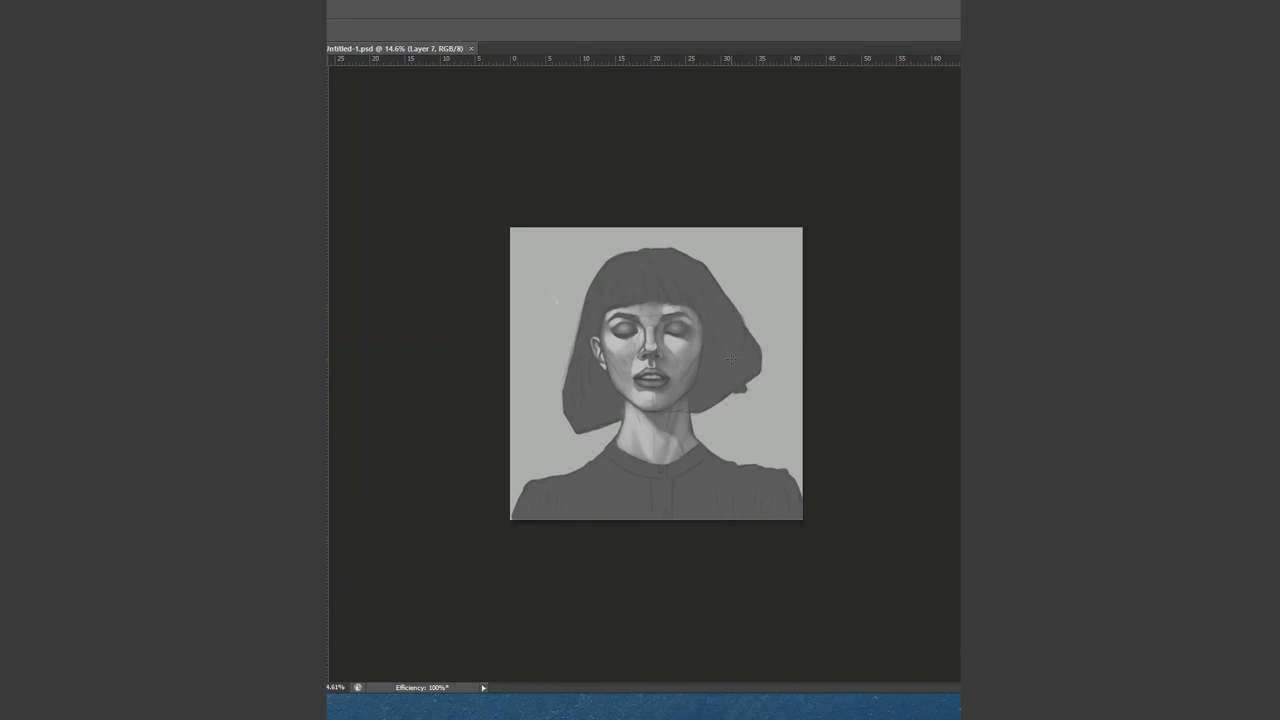 Untitled-1.psd @ 14.6% (Layer 7, RGB/8) ×
25 20 15 10 5 0 5 10 15 20 25 30 35 40 45 50 55 60
4.61% Efficiency: 100%*